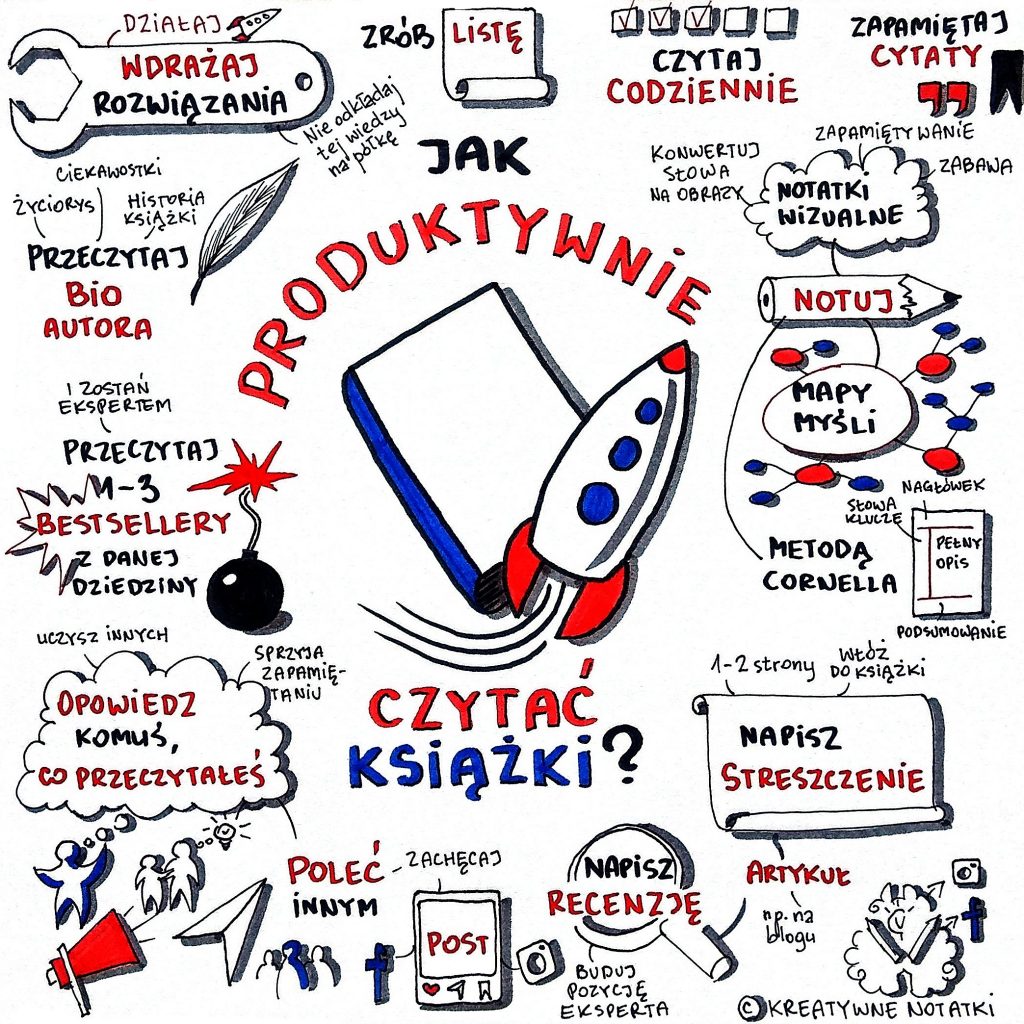 DZIAŁAJ
WDRAŻAJ
ROZWIĄZANIA
Nie odkładaj
tej wiedzy
na półkę
ZRÓB
LISTĘ
CZYTAJ
CODZIENNIE
ZAPAMIĘTAJ
CYTATY
JAK
PRODUKTYWNIE
CZYTAĆ
KSIĄŻKI?
CIEKAWOSTKI
ŻYCIORYS
HISTORIA
KSIĄŻKI
PRZECZYTAJ
BIO
AUTORA
KONWERTUJ
SŁOWA
NA OBRAZY
ZAPAMIĘTYWANIE
ZABAWA
NOTATKI
WIZUALNE
NOTUJ
MAPY
MYŚLI
METODĄ
CORNELLA
NAGŁÓWEK
SŁOWA
KLUCZE
PEŁNY
OPIS
PODSUMOWANIE
I ZOSTAŃ
EKSPERTEM
PRZECZYTAJ
1-3
BESTSELLERY
Z DANEJ
DZIEDZINY
UCZYSZ INNYCH
SPRZYJA
ZAPAMIĘ-
TANIU
OPOWIEDZ
KOMUŚ,
CO PRZECZYTAŁEŚ
1-2 strony
WŁÓŻ
DO KSIĄŻKI
NAPISZ
STRESZCZENIE
POLEĆ
INNYM
ZACHĘCAJ
POST
NAPISZ
RECENZJĘ
BUDUJ
POZYCJĘ
EKSPERTA
ARTYKUŁ
np. na
blogu
© KREATYWNE NOTATKI